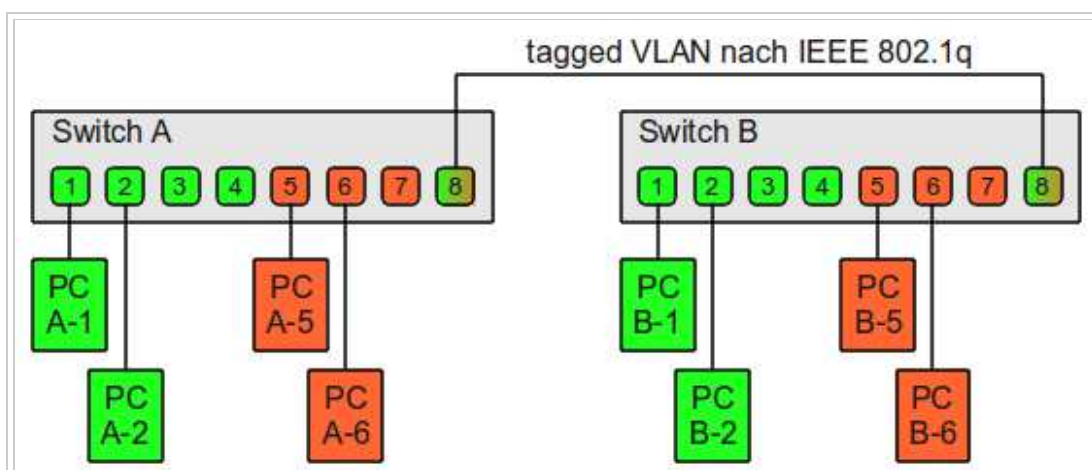 tagged VLAN nach IEEE 802.1q
Switch A
1 2 3 4 5 6 7 8
Switch B
1 2 3 4 5 6 7 8
PC
A-1
PC
A-2
PC
A-5
PC
A-6
PC
B-1
PC
B-2
PC
B-5
PC
B-6